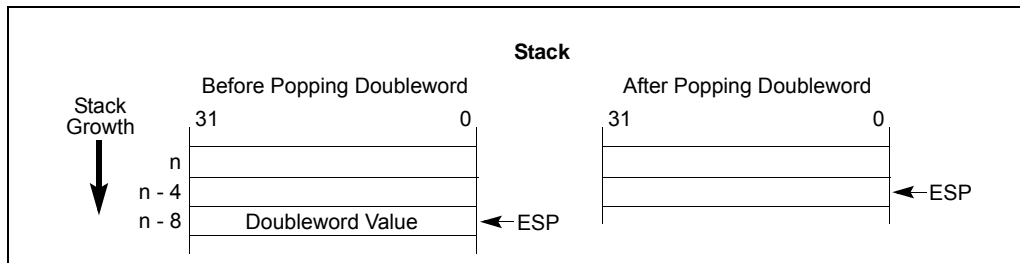 Stack
Before Popping Doubleword After Popping Doubleword
Stack
Growth
31 0 31 0
n
n - 4 ESP
n - 8 Doubleword Value ESP